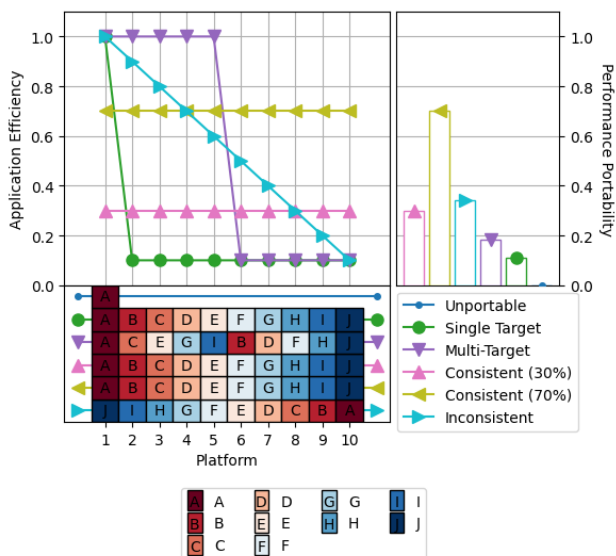 Application Efficiency
1.0
0.8
0.6
0.4
0.2
0.0
1.0
0.8
0.6
0.4
0.2
0.0
Performance Portability
A
A B C D E F G H I J
A C E G I B D F H J
A B C D E F G H I J
A B C D E F G H I J
J I H G F E D C B A
1 2 3 4 5 6 7 8 9 10
Platform
Unportable
Single Target
Multi-Target
Consistent (30%)
Consistent (70%)
Inconsistent
A A D D G G I I
B B E E H H J J
C C F F